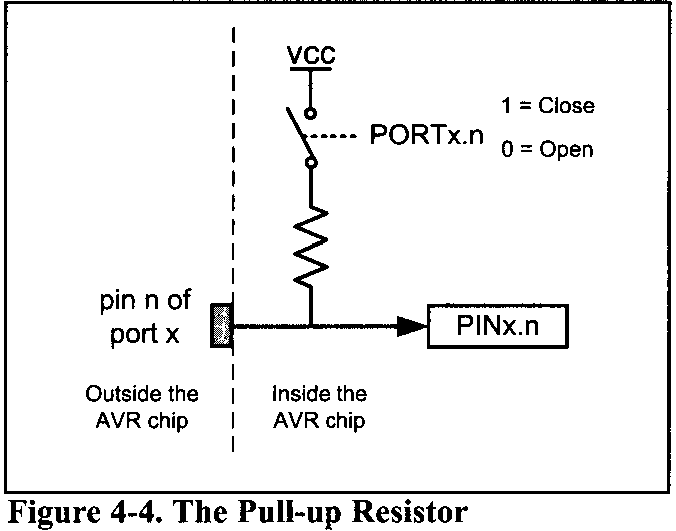 VCC
1 = Close
PORTx.n
0 = Open
pin n of
port x
PINx.n
Outside the
AVR chip
Inside the
AVR chip
Figure 4-4. The Pull-up Resistor